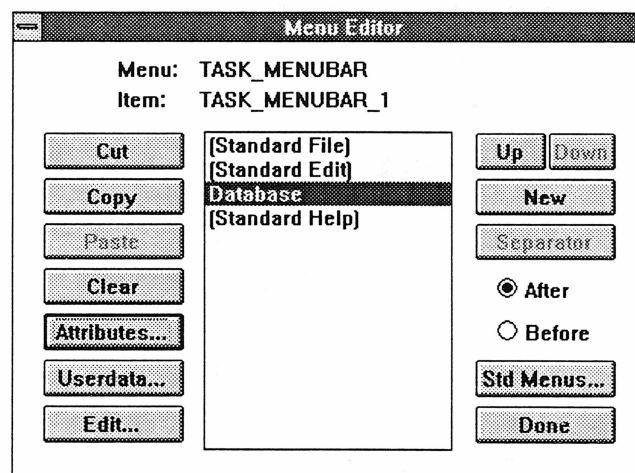 Menu Editor
Menu: TASK_MENUBAR
Item: TASK_MENUBAR_1
Cut
Copy
Paste
Clear
Attributes...
Userdata...
Edit...
(Standard File)
(Standard Edit)
Database
(Standard Help)
Up Down
New
Separator
After
Before
Std Menus...
Done